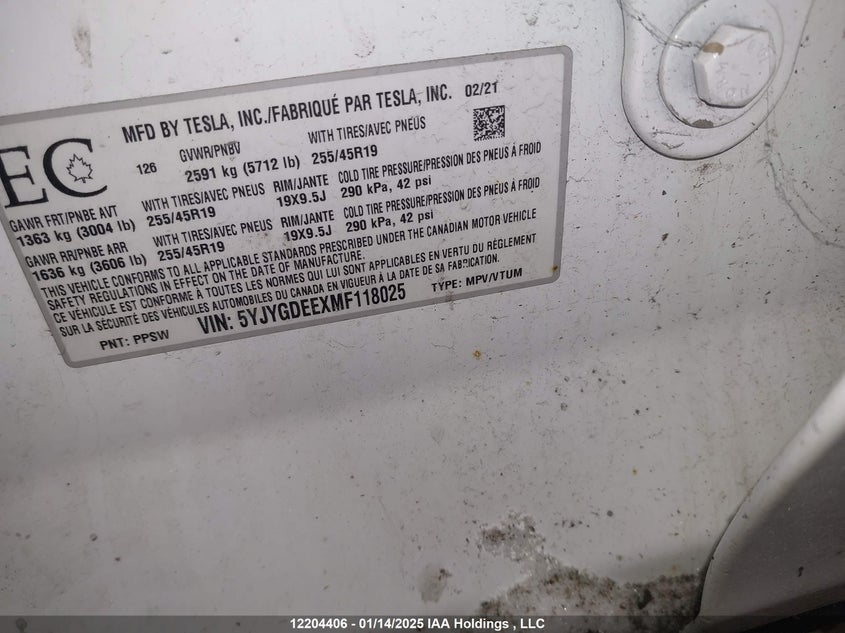 MFD BY TESLA, INC./FABRIQUÉ PAR TESLA, INC. 02/21
EC
126 GVWR/PNBV WITH TIRES/AVEC PNEUS
2591 kg (5712 lb) 255/45R19
GAWR FRT/PNBE AVT WITH TIRES/AVEC PNEUS RIM/JANTE COLD TIRE PRESSURE/PRESSION DES PNEUS À FROID
1363 kg (3004 lb) 255/45R19 19X9.5J 290 kPa, 42 psi
GAWR RR/PNBE ARR WITH TIRES/AVEC PNEUS RIM/JANTE COLD TIRE PRESSURE/PRESSION DES PNEUS À FROID
1636 kg (3606 lb) 255/45R19 19X9.5J 290 kPa, 42 psi
THIS VEHICLE CONFORMS TO ALL APPLICABLE STANDARDS PRESCRIBED UNDER THE CANADIAN MOTOR VEHICLE
SAFETY REGULATIONS IN EFFECT ON THE DATE OF MANUFACTURE.
CE VÉHICULE EST CONFORME À TOUTES LES NORMES QUI LUI SONT APPLICABLES EN VERTU DU RÉGLEMENT
SUR LA SÉCURITÉ DES VÉHICULES AUTOMOBILES DU CANADA EN VIGUEUR À LA DATE DE SA FABRICATION.
PNT: PPSW VIN: 5YJYGDEEXMF118025 TYPE: MPV/VTUM
12204406 - 01/14/2025 IAA Holdings , LLC